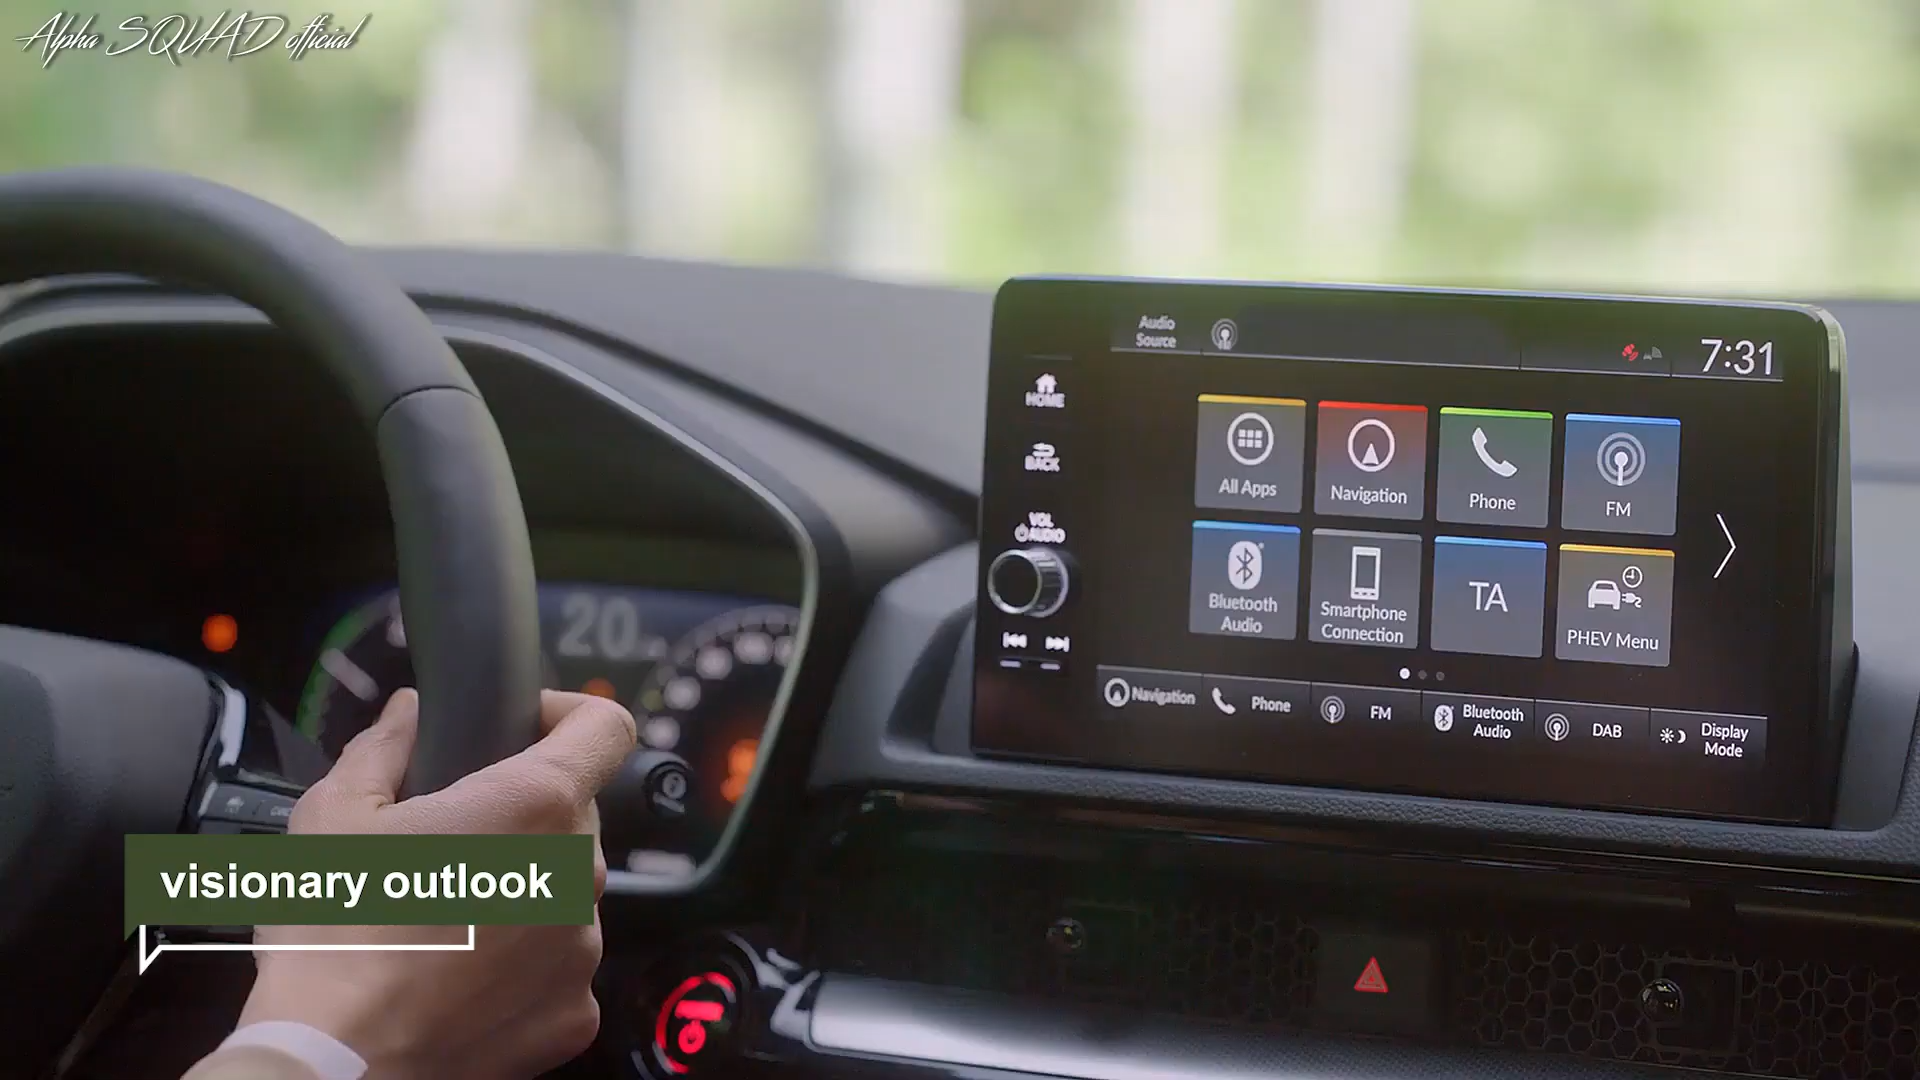 Alpha SQUAD official
Audio
Source
7:31
HOME
BACK
VOL
AUDIO
All Apps
Navigation
Phone
FM
Bluetooth
Audio
Smartphone
Connection
TA
PHEV Menu
Navigation
Phone
FM
Bluetooth
Audio
DAB
Display
Mode
20
visionary outlook